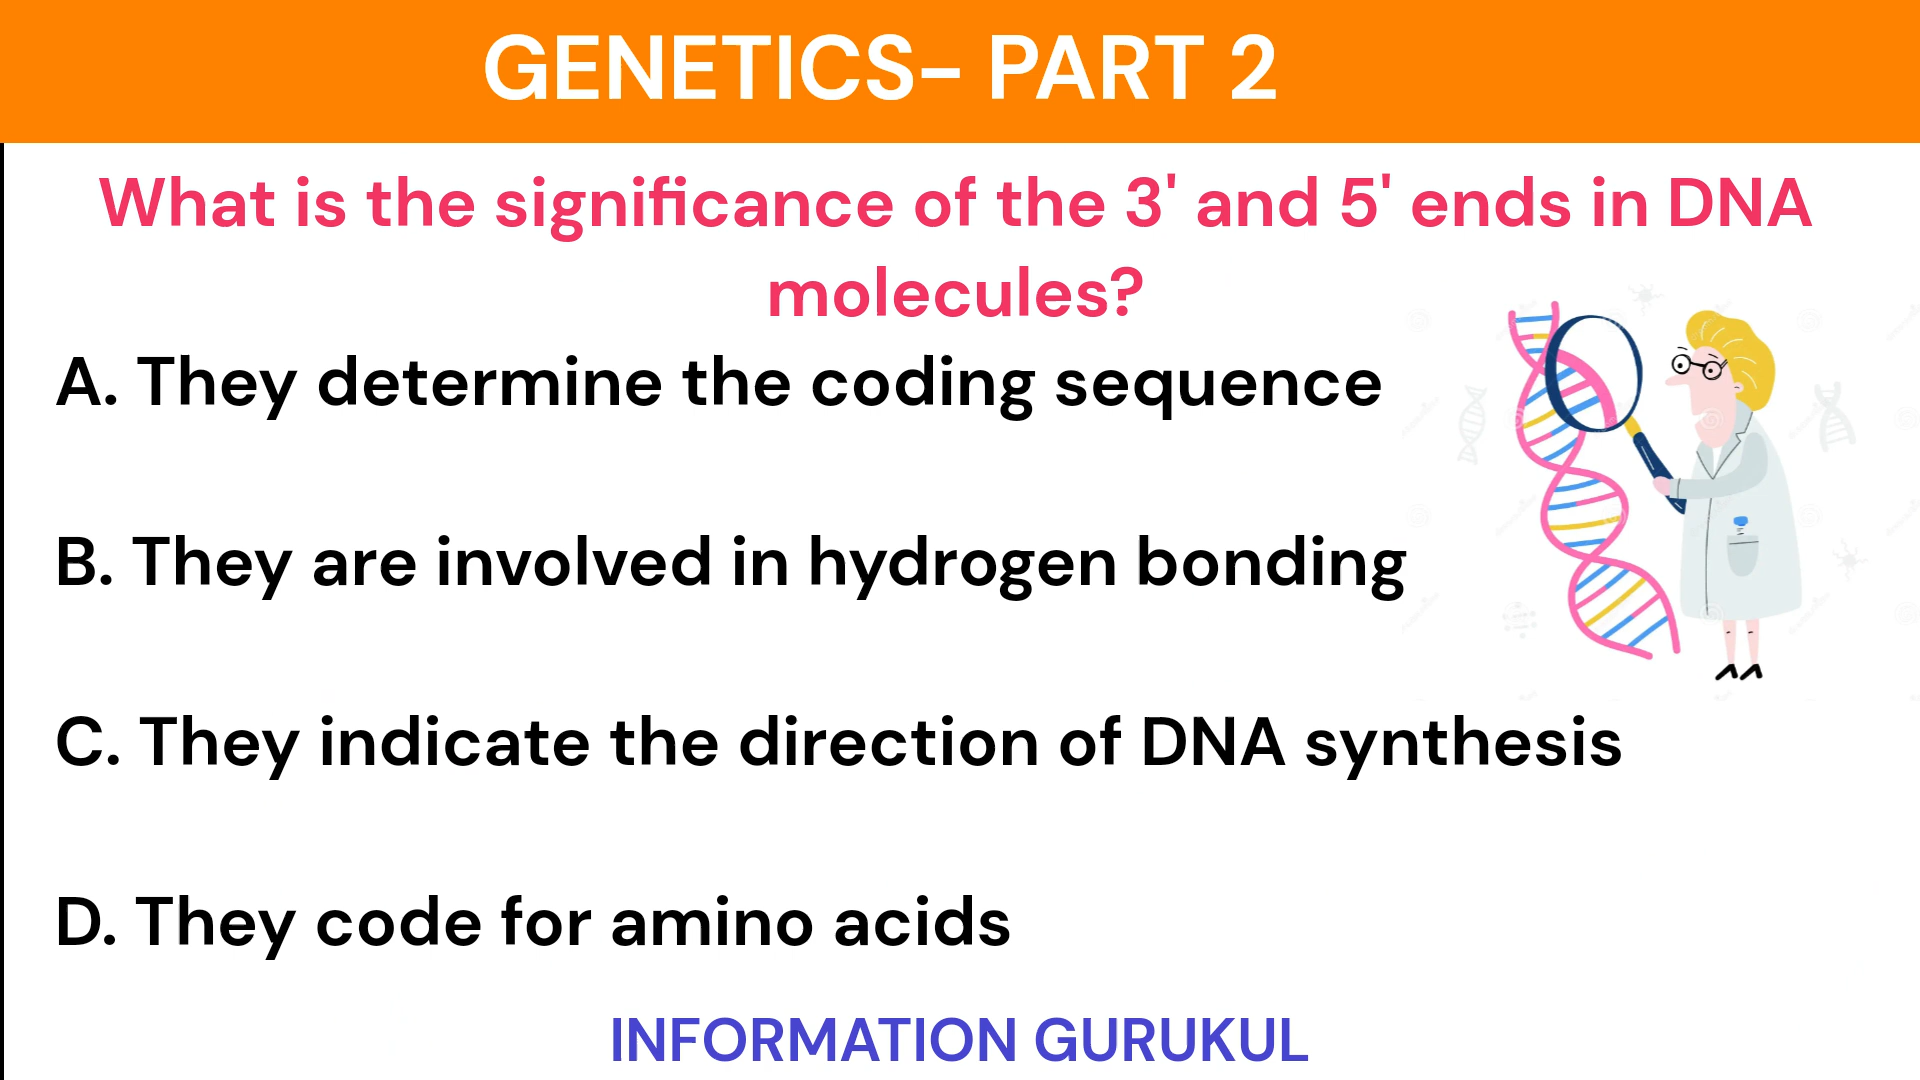 GENETICS- PART 2
What is the significance of the 3' and 5' ends in DNA
molecules?
A. They determine the coding sequence
B. They are involved in hydrogen bonding
C. They indicate the direction of DNA synthesis
D. They code for amino acids
INFORMATION GURUKUL